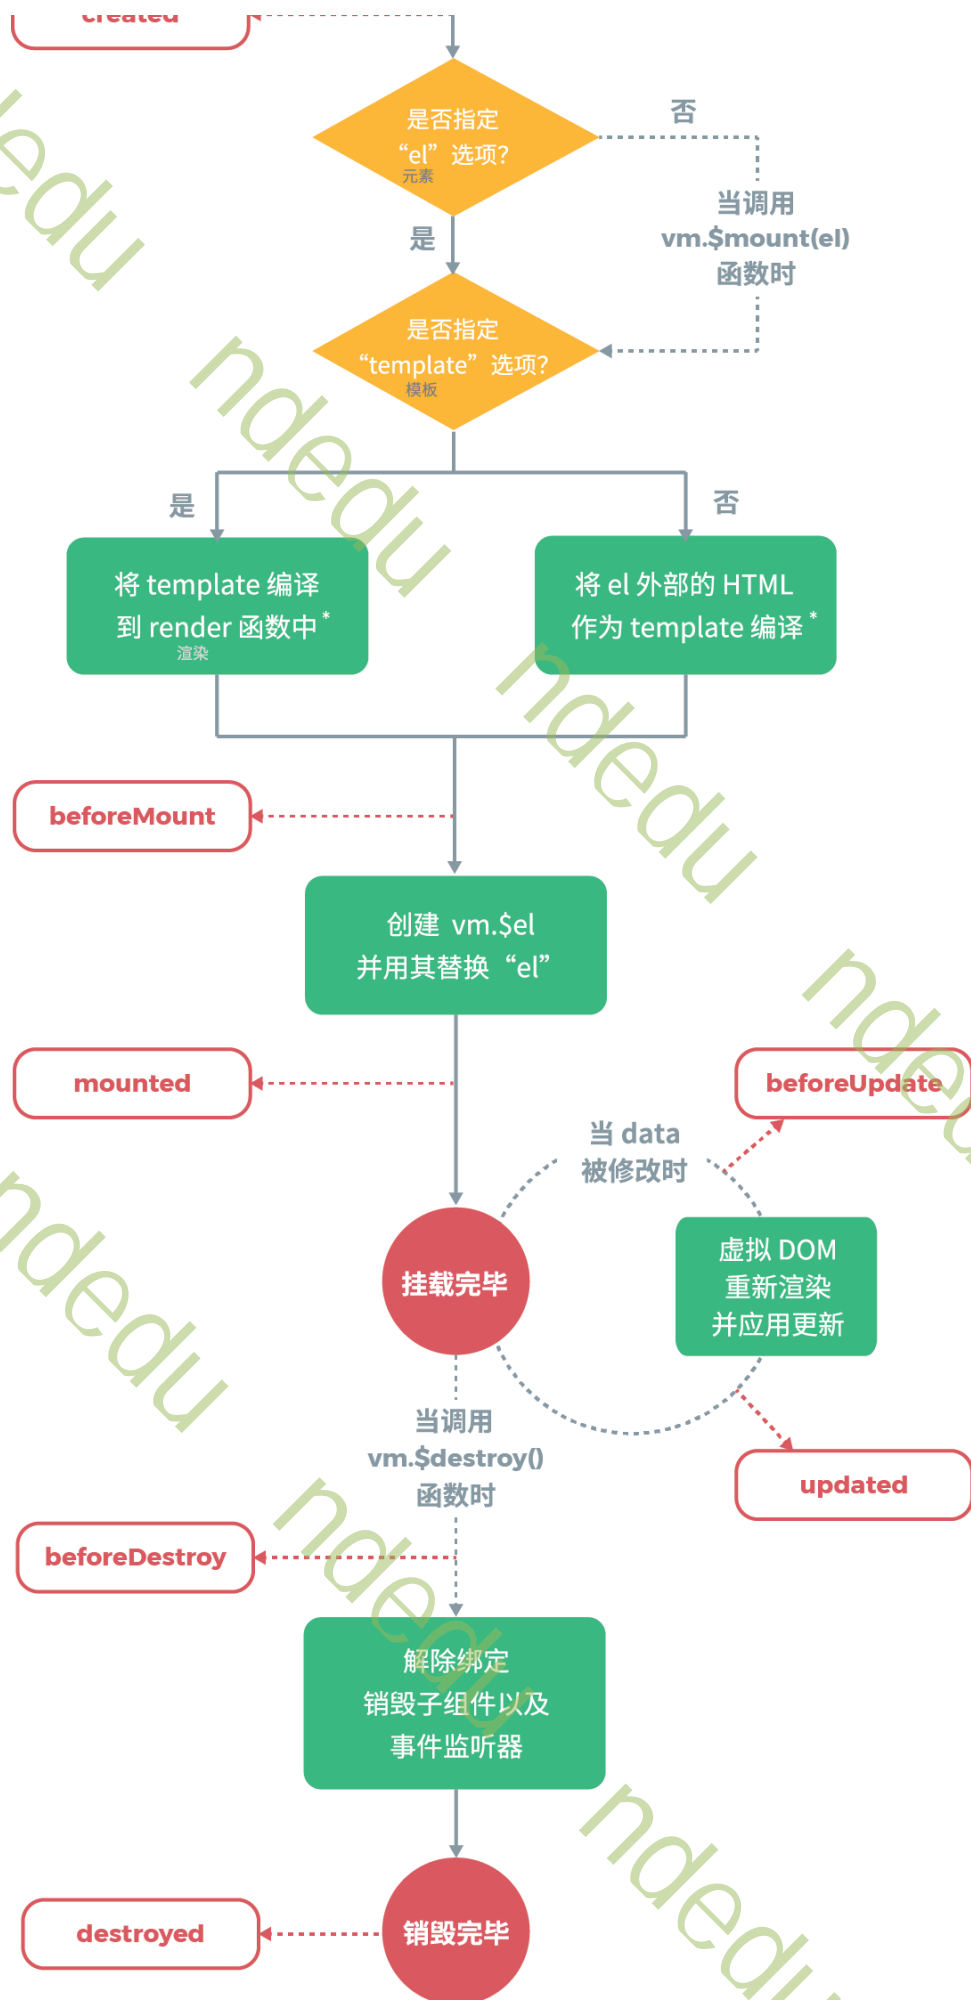 created
是否指定
“el”选项?
元素
否
当调用
vm.$mount(el)
函数时
是
是否指定
“template”选项?
模板
是
否
将 template 编译
到 render 函数中*
渲染
将 el 外部的 HTML
作为 template 编译*
beforeMount
创建 vm.$el
并用其替换“el”
mounted
beforeUpdate
当 data
被修改时
挂载完毕
虚拟 DOM
重新渲染
并应用更新
当调用
vm.$destroy()
函数时
updated
beforeDestroy
解除绑定
销毁子组件以及
事件监听器
destroyed
销毁完毕
ndedu
ndedu
ndedu
ndedu
ndedu
ndedu
ndedu